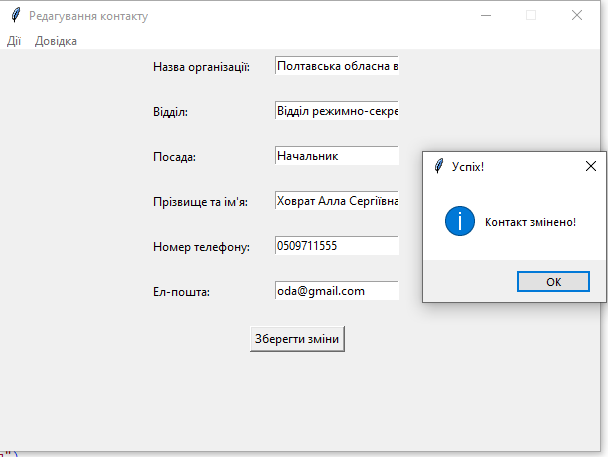 Редагування контакту
Дії Довідка
Назва організації: Полтавська обласна в
Відділ: Відділ режимно-секре
Посада: Начальник
Прізвище та ім'я: Ховрат Алла Сергіївна
Номер телефону: 0509711555
Ел-пошта: oda@gmail.com
Зберегти зміни
Успіх!
Контакт змінено!
OK